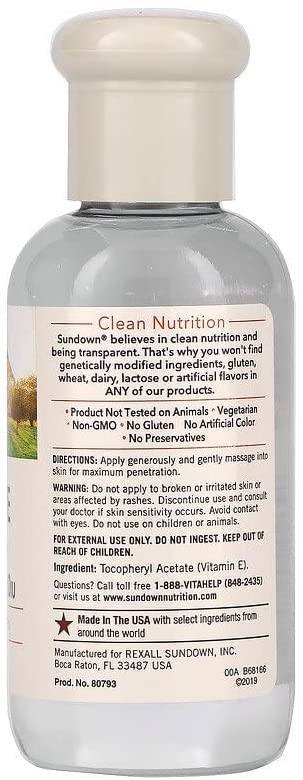 Clean Nutrition
Sundown® believes in clean nutrition and
being transparent. That's why you won't find
genetically modified ingredients, gluten,
wheat, dairy, lactose or artificial flavors in
ANY of our products.
• Product Not Tested on Animals • Vegetarian
• Non-GMO • No Gluten No Artificial Color
• No Preservatives
DIRECTIONS: Apply generously and gently massage into
skin for maximum penetration.
WARNING: Do not apply to broken or irritated skin or
areas affected by rashes. Discontinue use and consult
your doctor if skin sensitivity occurs. Avoid contact
with eyes. Do not use on children or animals.
FOR EXTERNAL USE ONLY. DO NOT INGEST. KEEP OUT OF
REACH OF CHILDREN.
Ingredient: Tocopheryl Acetate (Vitamin E).
Questions? Call toll free 1-888-VITAHELP (848-2435)
or visit us at www.sundownnutrition.com
Made In The USA with select ingredients from
around the world
Manufactured for REXALL SUNDOWN, INC.
Boca Raton, FL 33487 USA
00A B68166
©2019
Prod. No. 80793